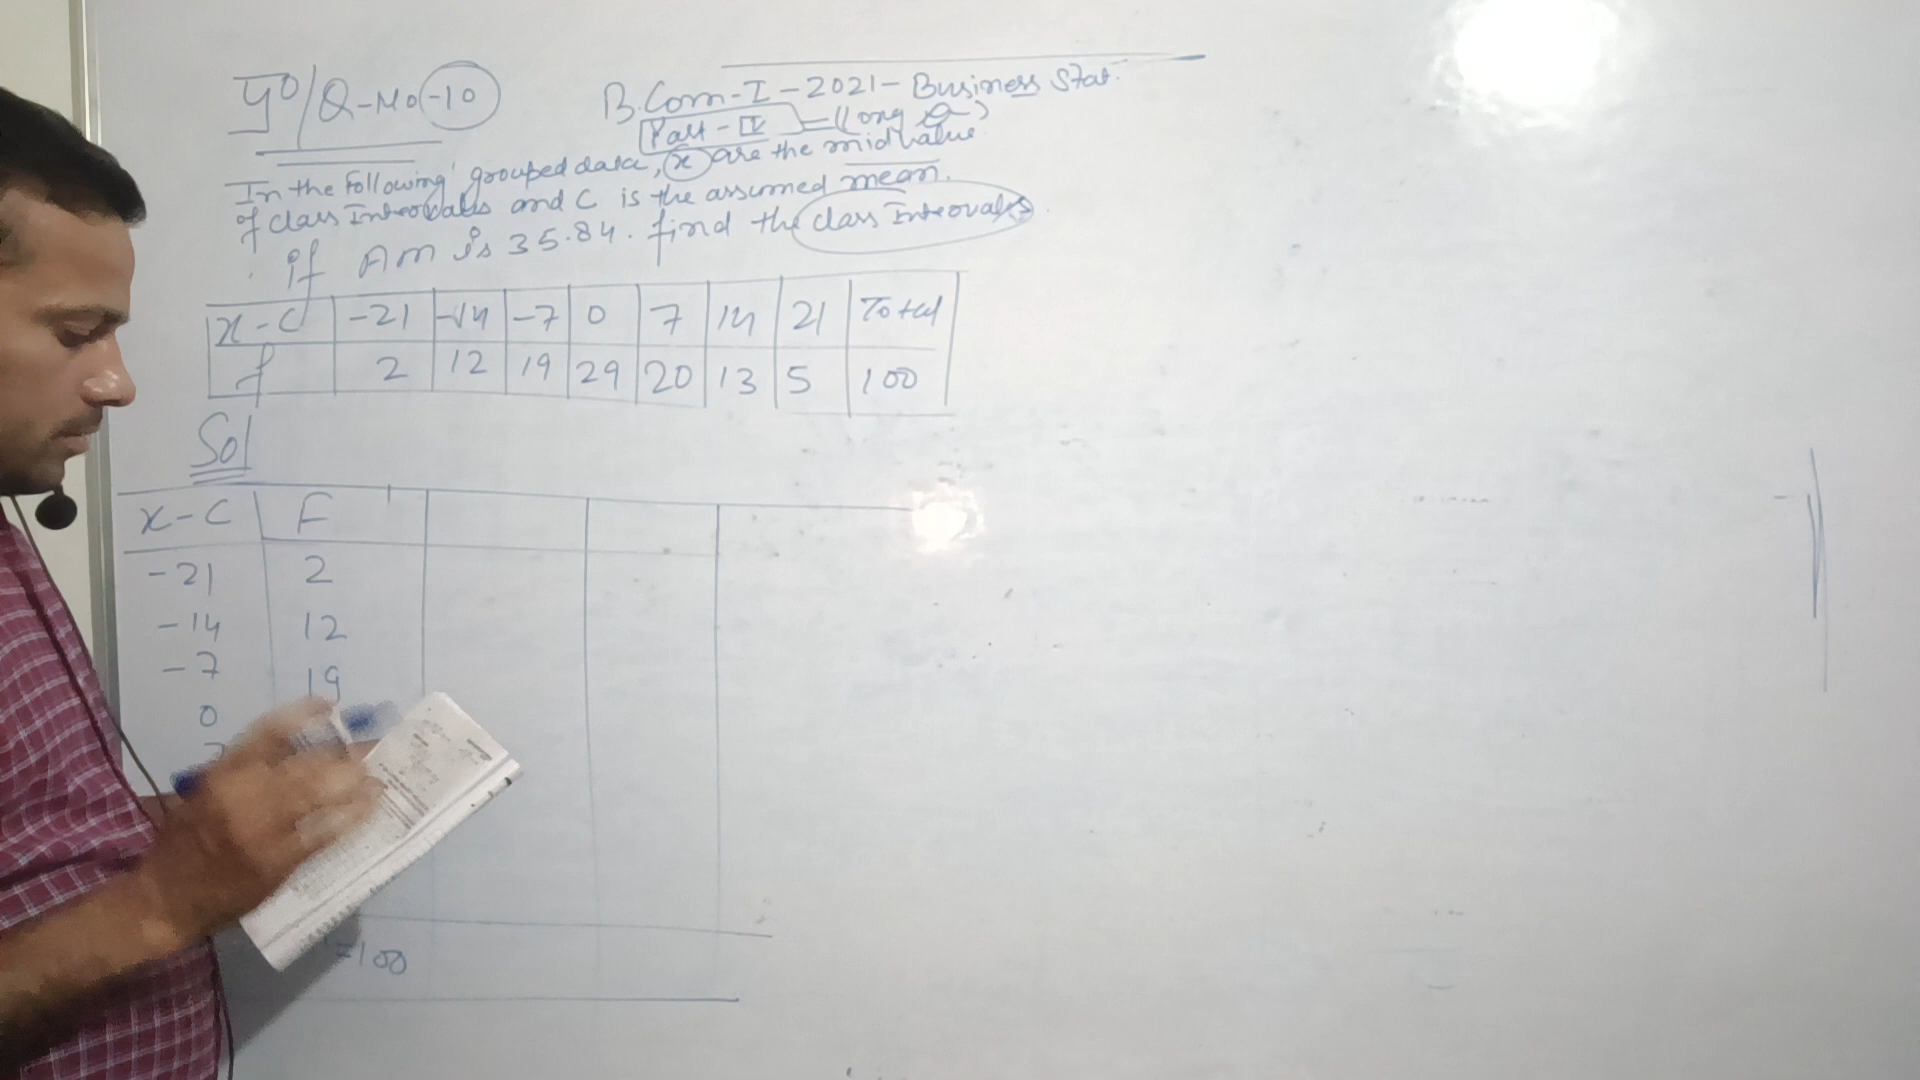 Q-No-10
B.Com-I-2021-Business Stat.
Part-IV = (long Q)
In the following grouped data, x are the midvalue
of class Intervals and C is the assumed mean.
if Am is 35.84. find the class Intervals.
x-c -21 -14 -7 0 7 14 21 Total
f 2 12 19 29 20 13 5 100
Sol
x-c F
-21 2
-14 12
-7 19
0
=100